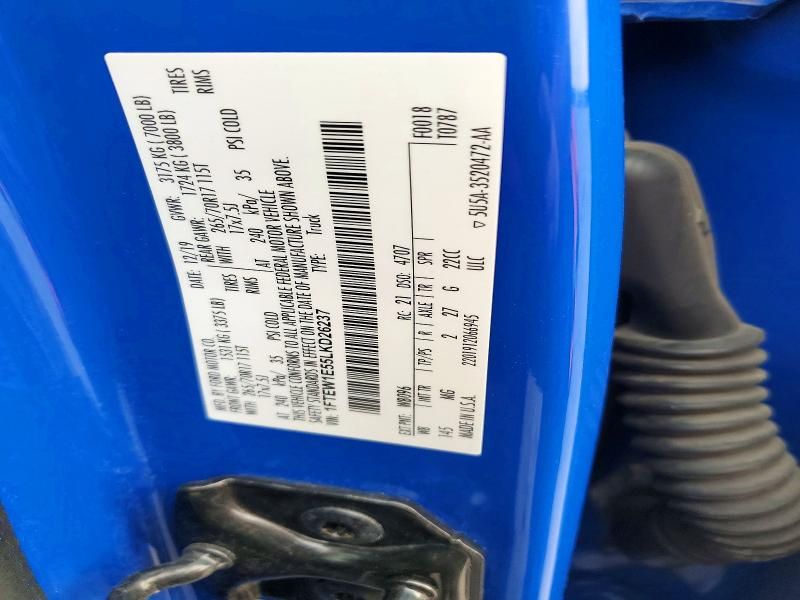 MFD. BY FORD MOTOR CO. DATE: 12/19 GVWR: 3175 KG ( 7000 LB)
FRONT GAWR: 1531 KG ( 3375 LB) REAR GAWR: 1724 KG ( 3800 LB)
WITH 265/70R17 115T TIRES WITH 265/70R17 115T TIRES
17x7.5J RIMS 17x7.5J RIMS
AT 240 kPa/ 35 PSI COLD AT 240 kPa/ 35 PSI COLD
THIS VEHICLE CONFORMS TO ALL APPLICABLE FEDERAL MOTOR VEHICLE
SAFETY STANDARDS IN EFFECT ON THE DATE OF MANUFACTURE SHOWN ABOVE.
VIN: 1FTEW1E55LKD26237 TYPE: Truck
F0018
EXT PNT: RC: 21 DSO: 4707 T0787
WB096
WB INT TR TP/PS R AXLE TR SPR
145 MG 2 27 G 22CC
MADE IN U.S.A. 220912066945 ULC ▽ 5U5A-3520472-AA